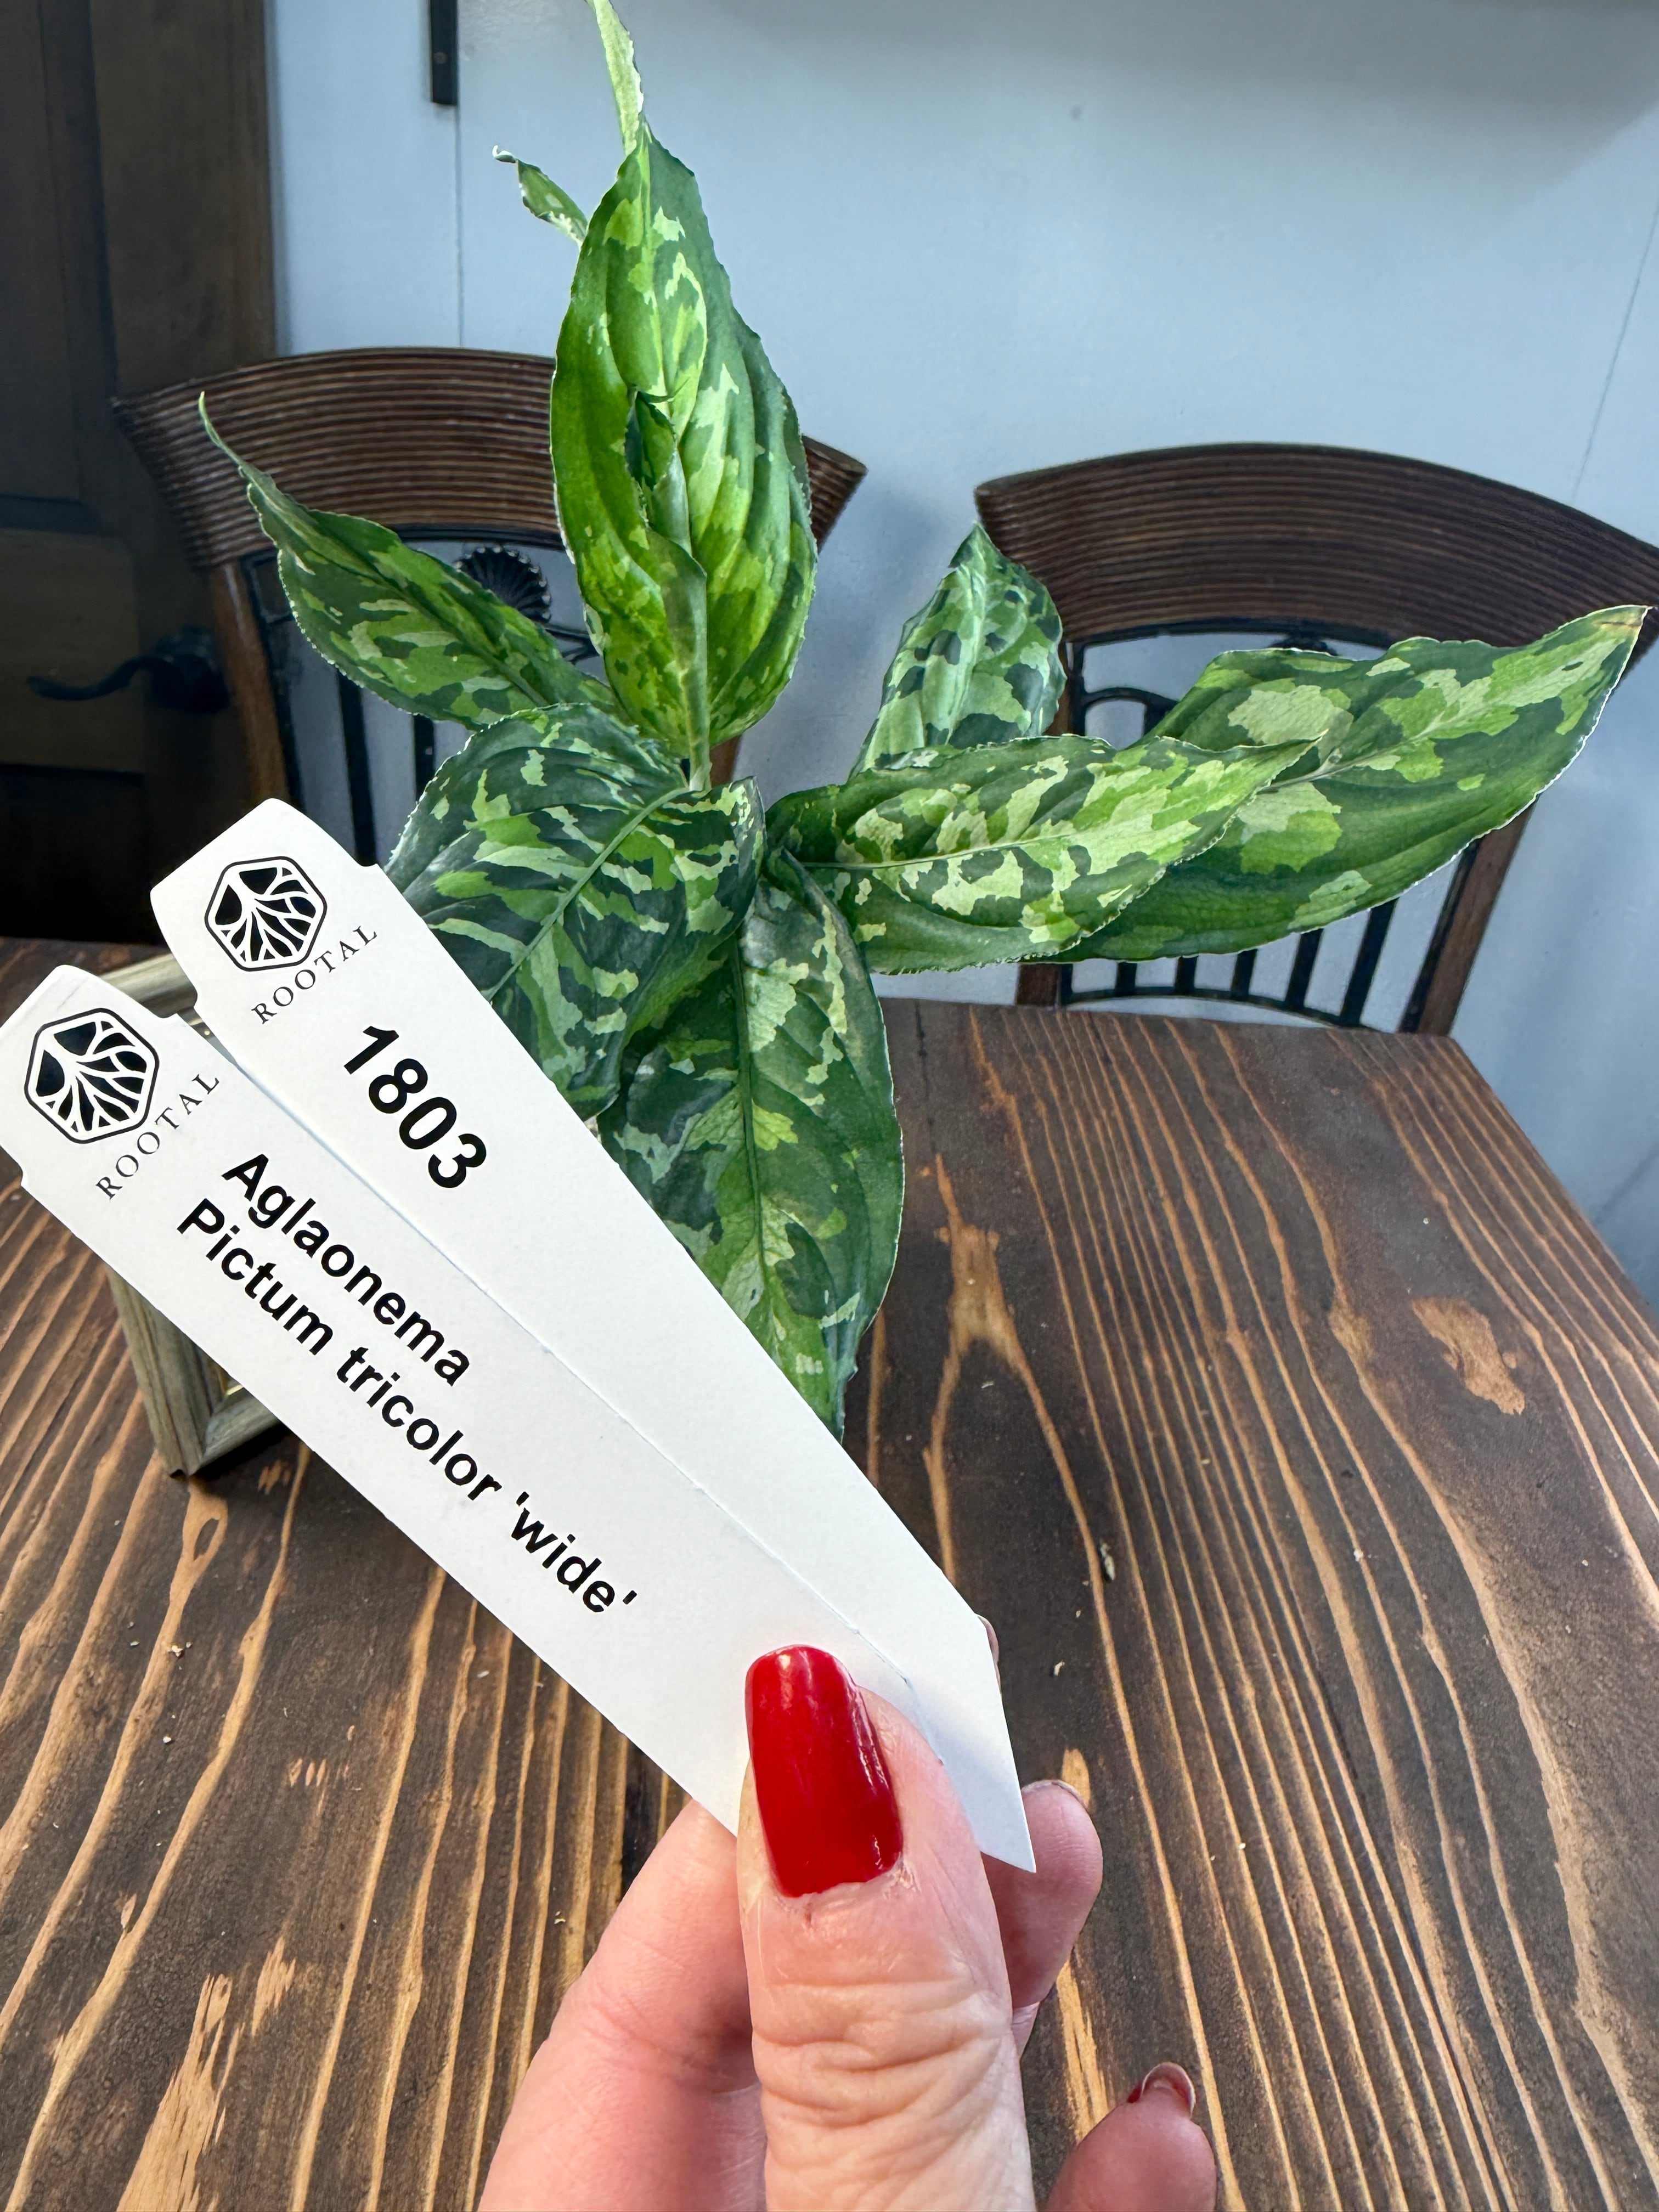 ROOTAL
1803
ROOTAL
Aglaonema
Pictum tricolor 'wide'